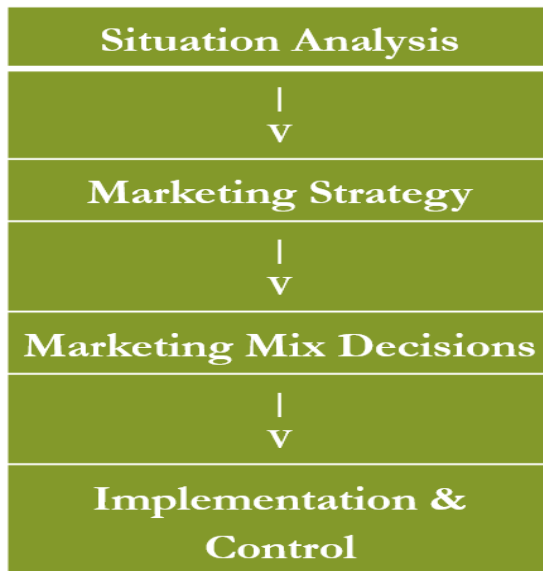 Situation Analysis
|
v
Marketing Strategy
|
v
Marketing Mix Decisions
|
v
Implementation &
Control